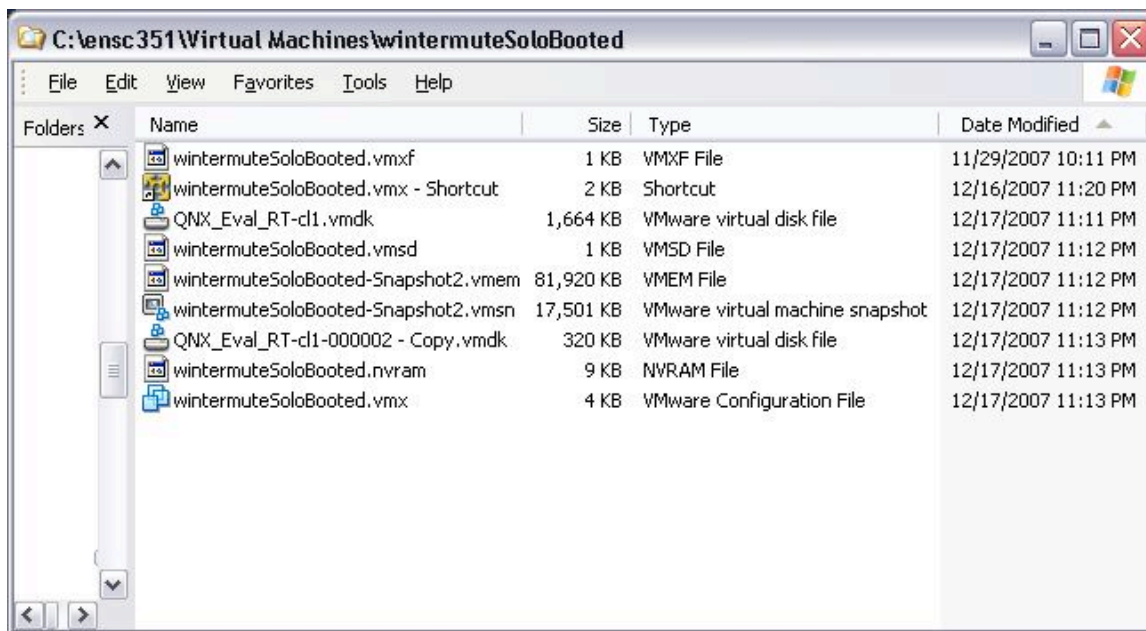 C:\ensc351\Virtual Machines\wintermuteSoloBooted
File Edit View Favorites Tools Help
Folders Name Size Type Date Modified
wintermuteSoloBooted.vmxf 1 KB VMXF File 11/29/2007 10:11 PM
wintermuteSoloBooted.vmx - Shortcut 2 KB Shortcut 12/16/2007 11:20 PM
QNX_Eval_RT-cl1.vmdk 1,664 KB VMware virtual disk file 12/17/2007 11:11 PM
wintermuteSoloBooted.vmsd 1 KB VMSD File 12/17/2007 11:12 PM
wintermuteSoloBooted-Snapshot2.vmem 81,920 KB VMEM File 12/17/2007 11:12 PM
wintermuteSoloBooted-Snapshot2.vmsn 17,501 KB VMware virtual machine snapshot 12/17/2007 11:12 PM
QNX_Eval_RT-cl1-000002 - Copy.vmdk 320 KB VMware virtual disk file 12/17/2007 11:13 PM
wintermuteSoloBooted.nvram 9 KB NVRAM File 12/17/2007 11:13 PM
wintermuteSoloBooted.vmx 4 KB VMware Configuration File 12/17/2007 11:13 PM